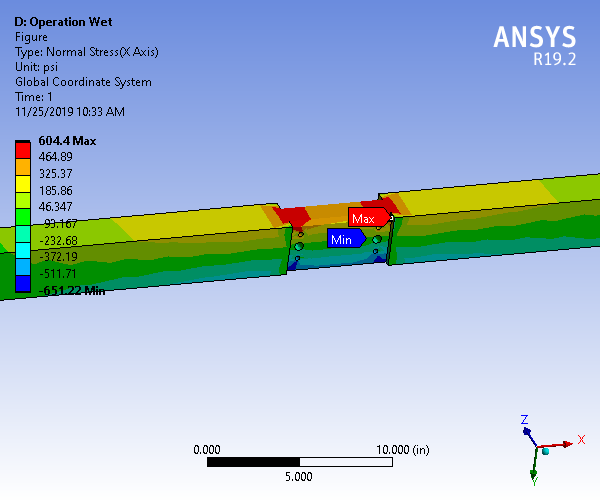 D: Operation Wet
Figure
Type: Normal Stress(X Axis)
Unit: psi
Global Coordinate System
Time: 1
11/25/2019 10:33 AM
ANSYS
R19.2
604.4 Max
464.89
325.37
185.86
46.347
-93.167
-232.68
-372.19
-511.71
-651.22 Min
Max
Min
0.000
10.000 (in)
5.000
Z
X
Y